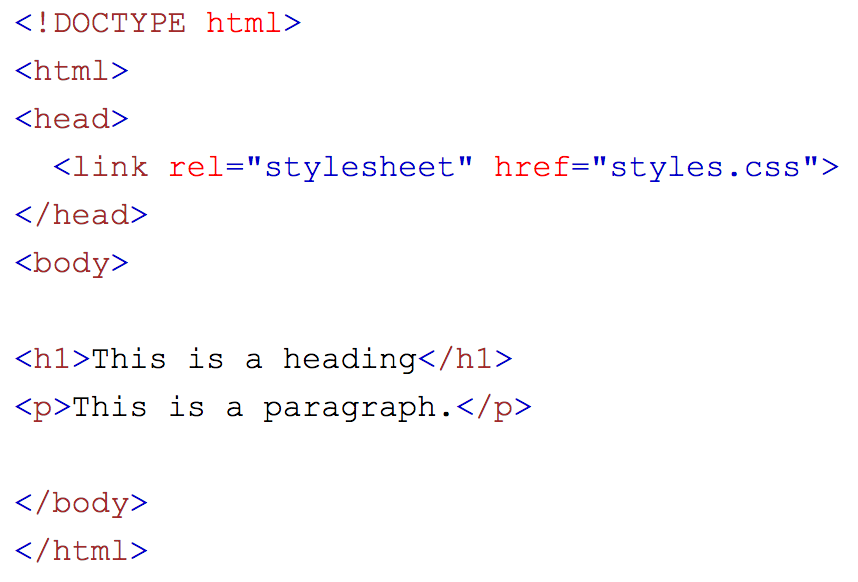 <!DOCTYPE html>
<html>
<head>
  <link rel="stylesheet" href="styles.css">
</head>
<body>

<h1>This is a heading</h1>
<p>This is a paragraph.</p>

</body>
</html>